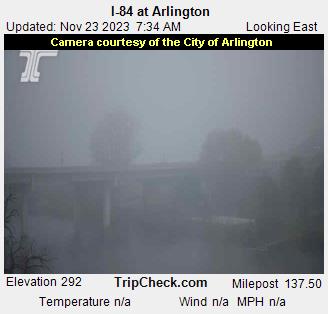 I-84 at Arlington
Updated: Nov 23 2023 7:34 AM Looking East
Camera courtesy of the City of Arlington
Elevation 292 TripCheck.com Milepost 137.50
Temperature n/a Wind n/a MPH n/a